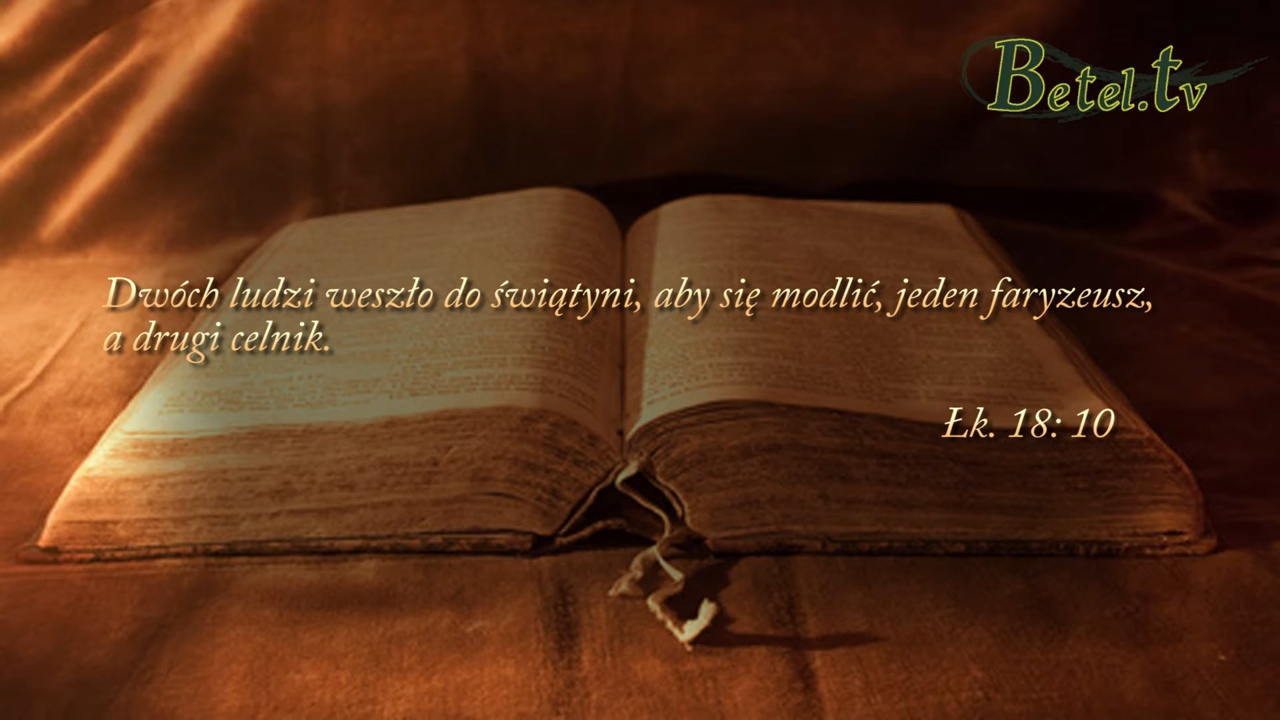 Betel.tv
Dwóch ludzi weszło do świątyni, aby się modlić, jeden faryzeusz,
a drugi celnik.
Łk. 18: 10